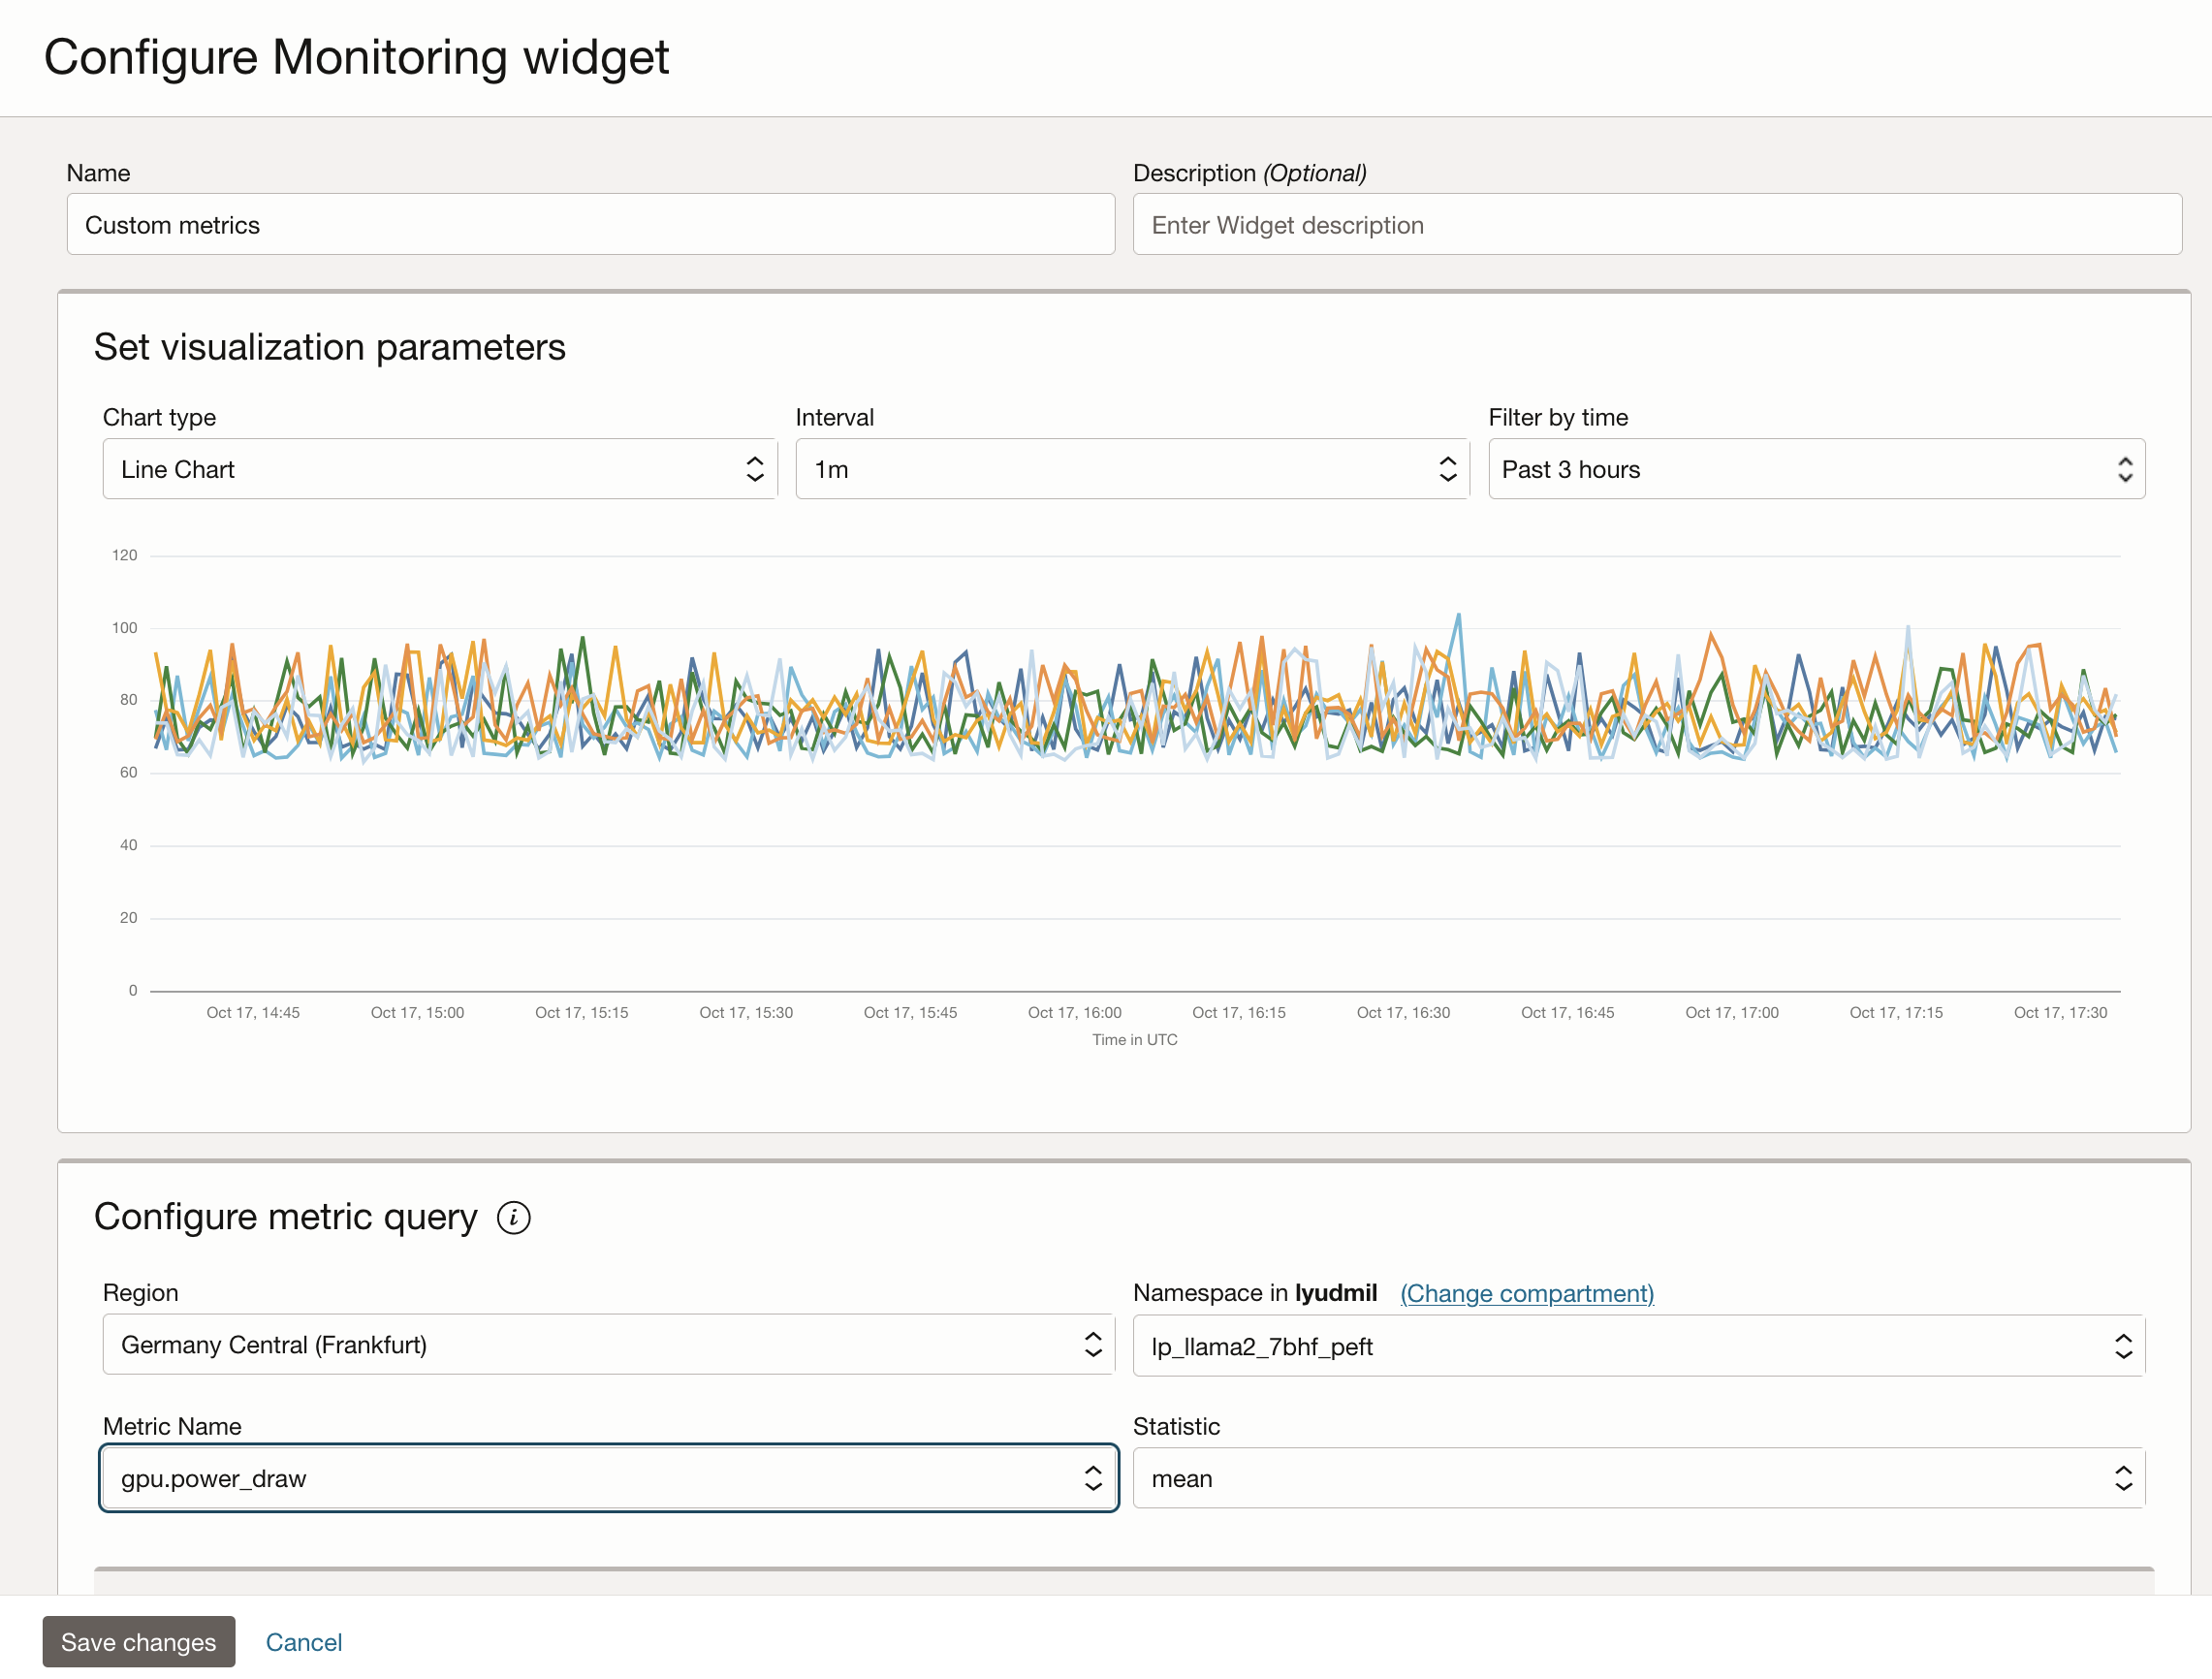 Configure Monitoring widget
Name
Description (Optional)
Custom metrics
Enter Widget description
Set visualization parameters
Chart type
Interval
Filter by time
Line Chart
1m
Past 3 hours
120
100
80
60
40
20
0
Oct 17, 14:45
Oct 17, 15:00
Oct 17, 15:15
Oct 17, 15:30
Oct 17, 15:45
Oct 17, 16:00
Oct 17, 16:15
Oct 17, 16:30
Oct 17, 16:45
Oct 17, 17:00
Oct 17, 17:15
Oct 17, 17:30
Time in UTC
Configure metric query i
Region
Namespace in lyudmil (Change compartment)
Germany Central (Frankfurt)
lp_llama2_7bhf_peft
Metric Name
Statistic
gpu.power_draw
mean
Save changes
Cancel